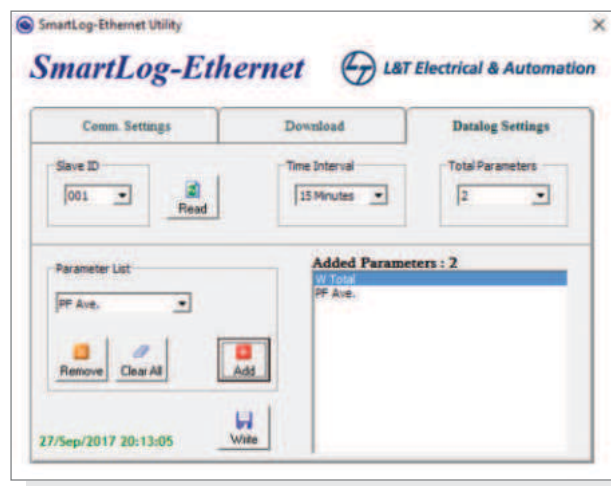 SmartLog-Ethernet Utility
SmartLog-Ethernet
L&T Electrical & Automation
Comm. Settings
Download
Datalog Settings
Slave ID
001
Read
Time Interval
15 Minutes
Total Parameters
2
Parameter List
PF Ave.
Remove
Clear All
Add
Added Parameters : 2
W Total
PF Ave.
27/Sep/2017 20:13:05
Write